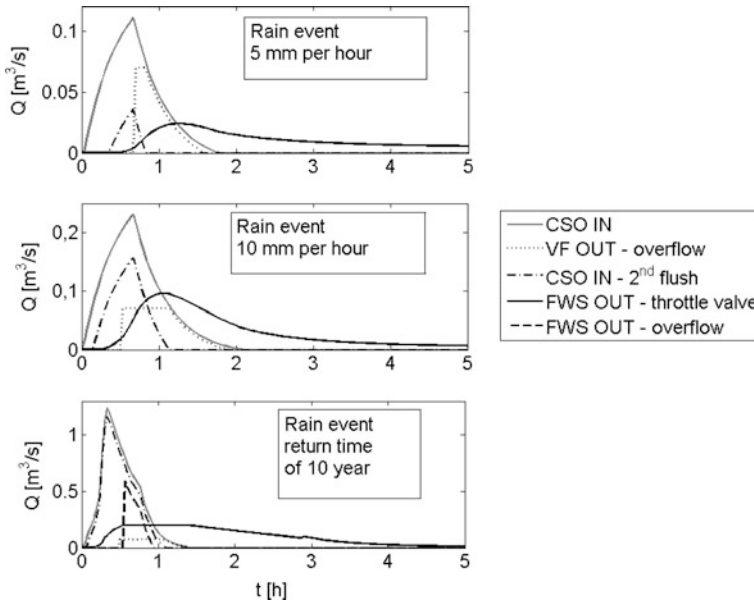 Q [m³/s]
0.1
0.05
0
Rain event
5 mm per hour
0 1 2 3 4 5
Q [m³/s]
0,2
0,1
0
Rain event
10 mm per hour
0 1 2 3 4 5
CSO IN
VF OUT - overflow
CSO IN - 2nd flush
FWS OUT - throttle valve
FWS OUT - overflow
Q [m³/s]
1
0.5
0
Rain event
return time
of 10 year
0 1 2 3 4 5
t [h]